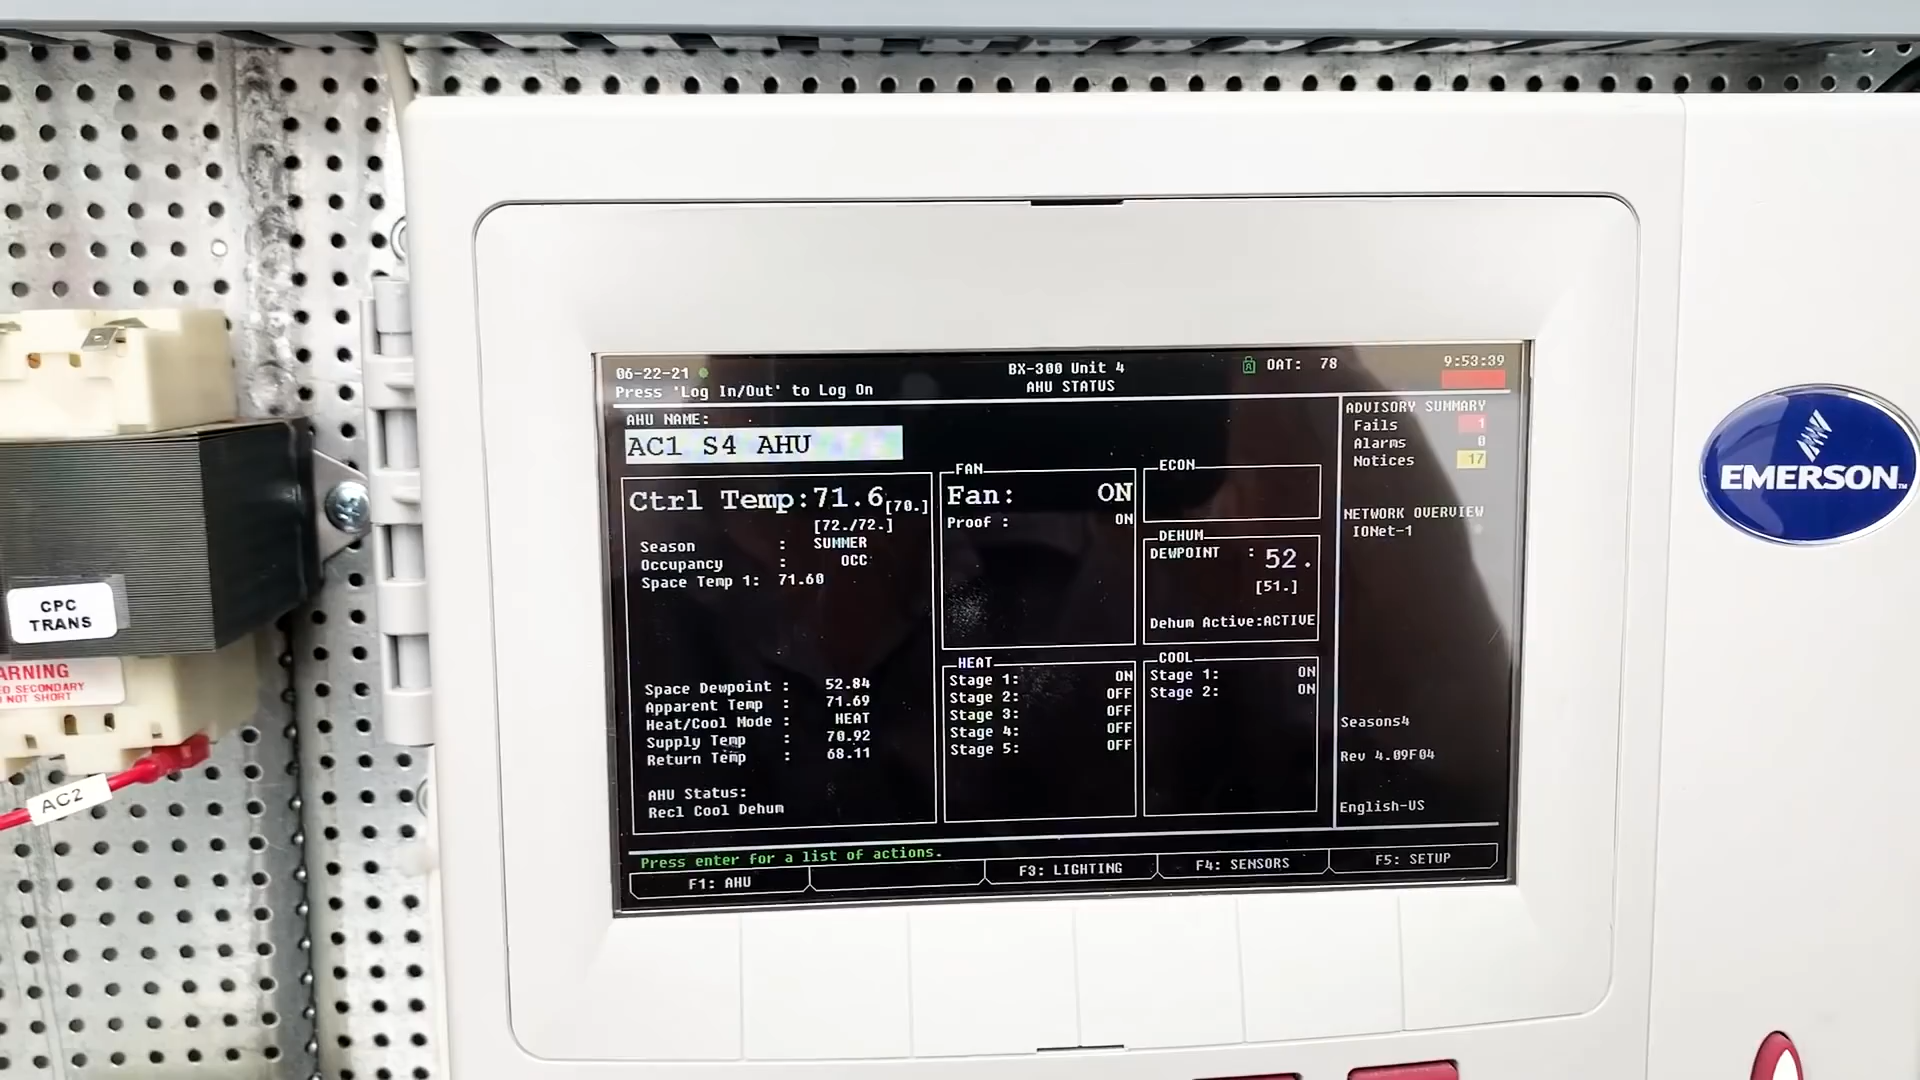 06-22-21
Press 'Log In/Out' to Log On
BX-300 Unit 4
AHU STATUS
OAT: 78
9:53:39
AHU NAME:
AC1 S4 AHU
Ctrl Temp:71.6[70.]
[72./72.]
Season : SUMMER
Occupancy : OCC
Space Temp 1: 71.60
Space Dewpoint : 52.84
Apparent Temp : 71.69
Heat/Cool Mode : HEAT
Supply Temp : 70.92
Return Temp : 68.11
AHU Status:
Recl Cool Dehum
FAN
Fan: ON
Proof : ON
HEAT
Stage 1: ON
Stage 2: OFF
Stage 3: OFF
Stage 4: OFF
Stage 5: OFF
ECON
DEHUM
DEWPOINT : 52.
[51.]
Dehum Active:ACTIVE
COOL
Stage 1: ON
Stage 2: ON
ADVISORY SUMMARY
Fails 1
Alarms 0
Notices 17
NETWORK OVERVIEW
IONet-1
Seasons4
Rev 4.09F04
English-US
Press enter for a list of actions.
F1: AHU
F3: LIGHTING
F4: SENSORS
F5: SETUP
EMERSON™
CPC
TRANS
ARNING
ED SECONDARY
NOT SHORT
AC2